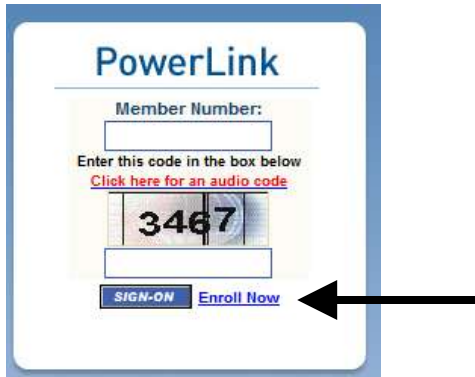 PowerLink
Member Number:
Enter this code in the box below
Click here for an audio code
3467
SIGN-ON Enroll Now